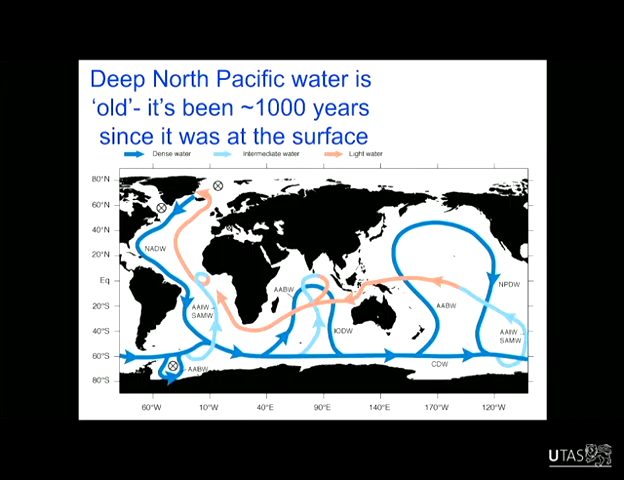 Deep North Pacific water is
‘old’- it’s been ~1000 years
since it was at the surface
Dense water Intermediate water Light water
80°N
60°N
40°N
20°N
Eq
20°S
40°S
60°S
80°S
NADW
AABW
AAIW
SAMW
NPDW
AABW
IODW
AAIW
SAMW
CDW
AABW
60°W 10°W 40°E 90°E 140°E 170°W 120°W
UTAS